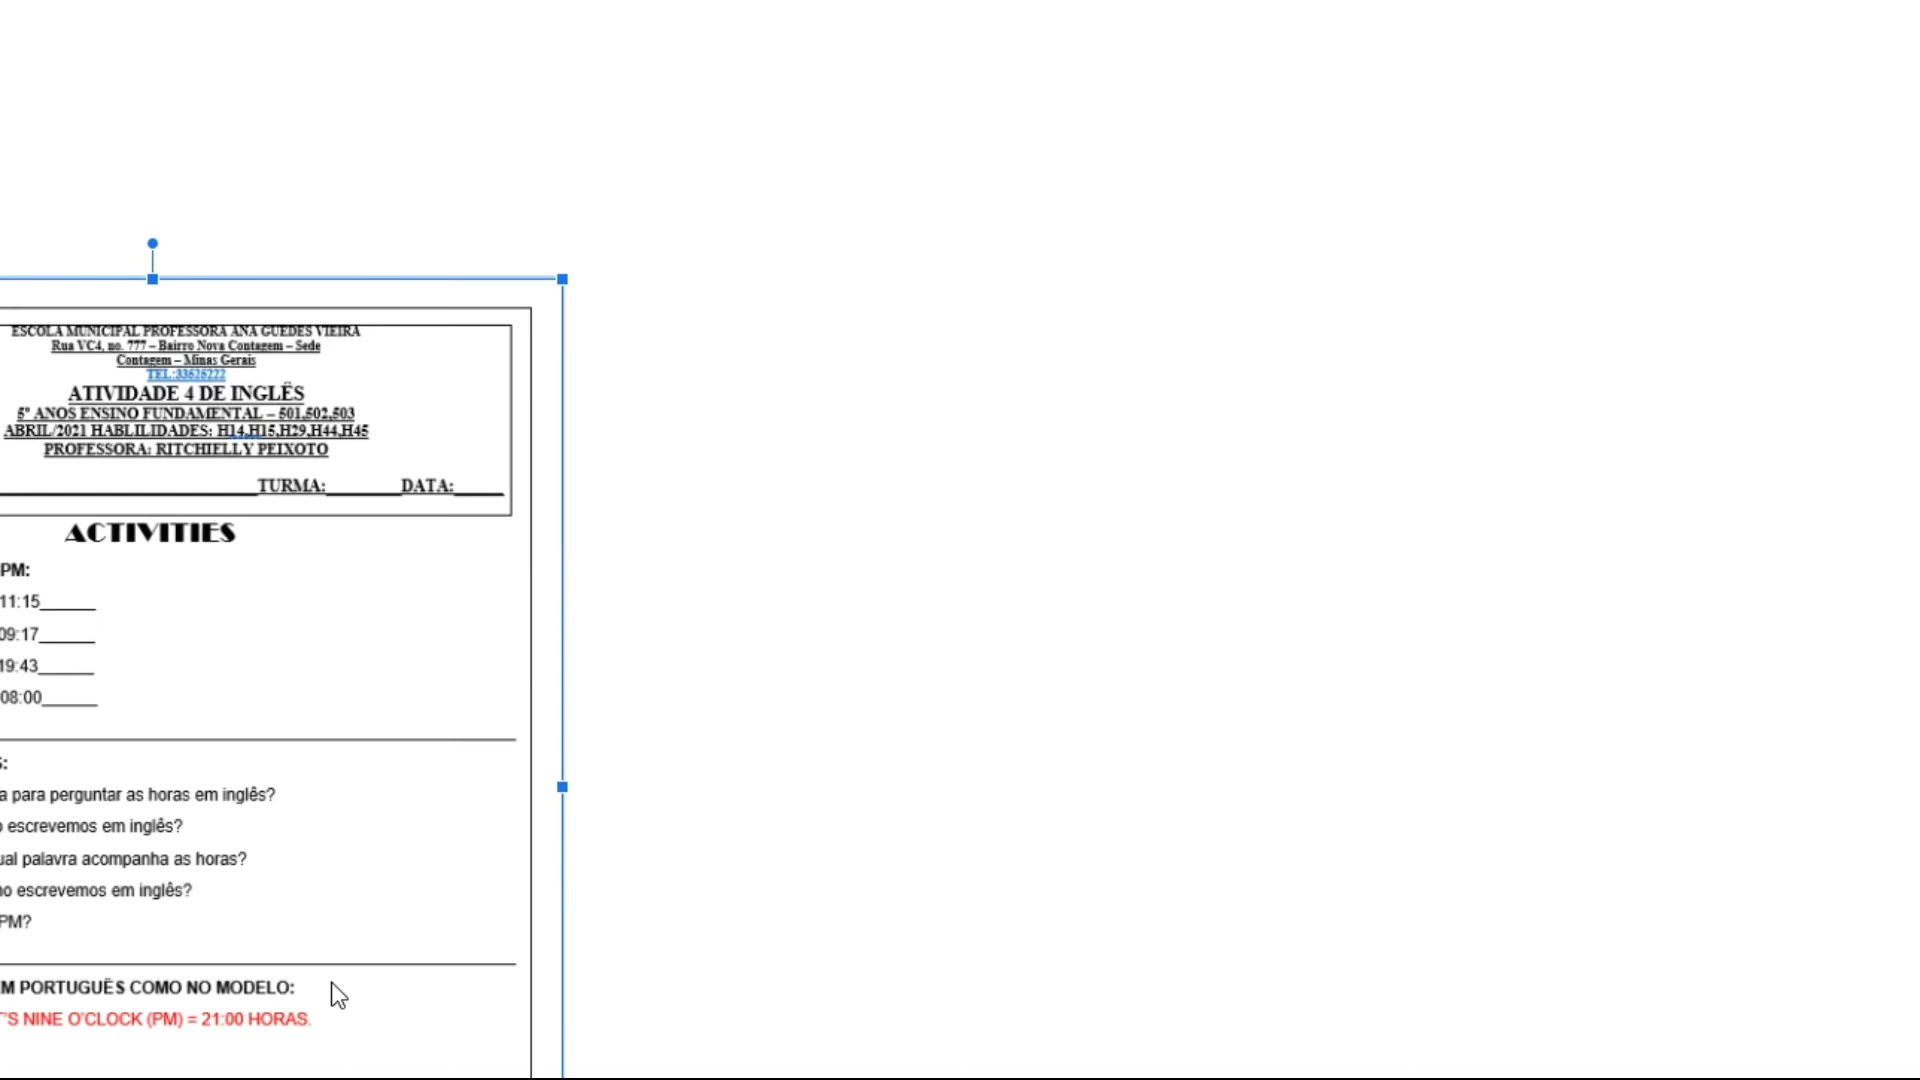 ESCOLA MUNICIPAL PROFESSORA ANA GUEDES VIEIRA
Rua VC4, no. 777 – Bairro Nova Contagem – Sede
Contagem – Minas Gerais
TEL:33525222
ATIVIDADE 4 DE INGLÊS
5º ANOS ENSINO FUNDAMENTAL – 501,502,503
ABRIL/2021 HABLILIDADES: H14,H15,H29,H44,H45
PROFESSORA: RITCHIELLY PEIXOTO
TURMA:________DATA:_____
ACTIVITIES
PM:
11:15______
09:17______
19:43______
08:00______
S:
a para perguntar as horas em inglês?
o escrevemos em inglês?
ual palavra acompanha as horas?
no escrevemos em inglês?
PM?
M PORTUGUÊS COMO NO MODELO:
T'S NINE O'CLOCK (PM) = 21:00 HORAS.